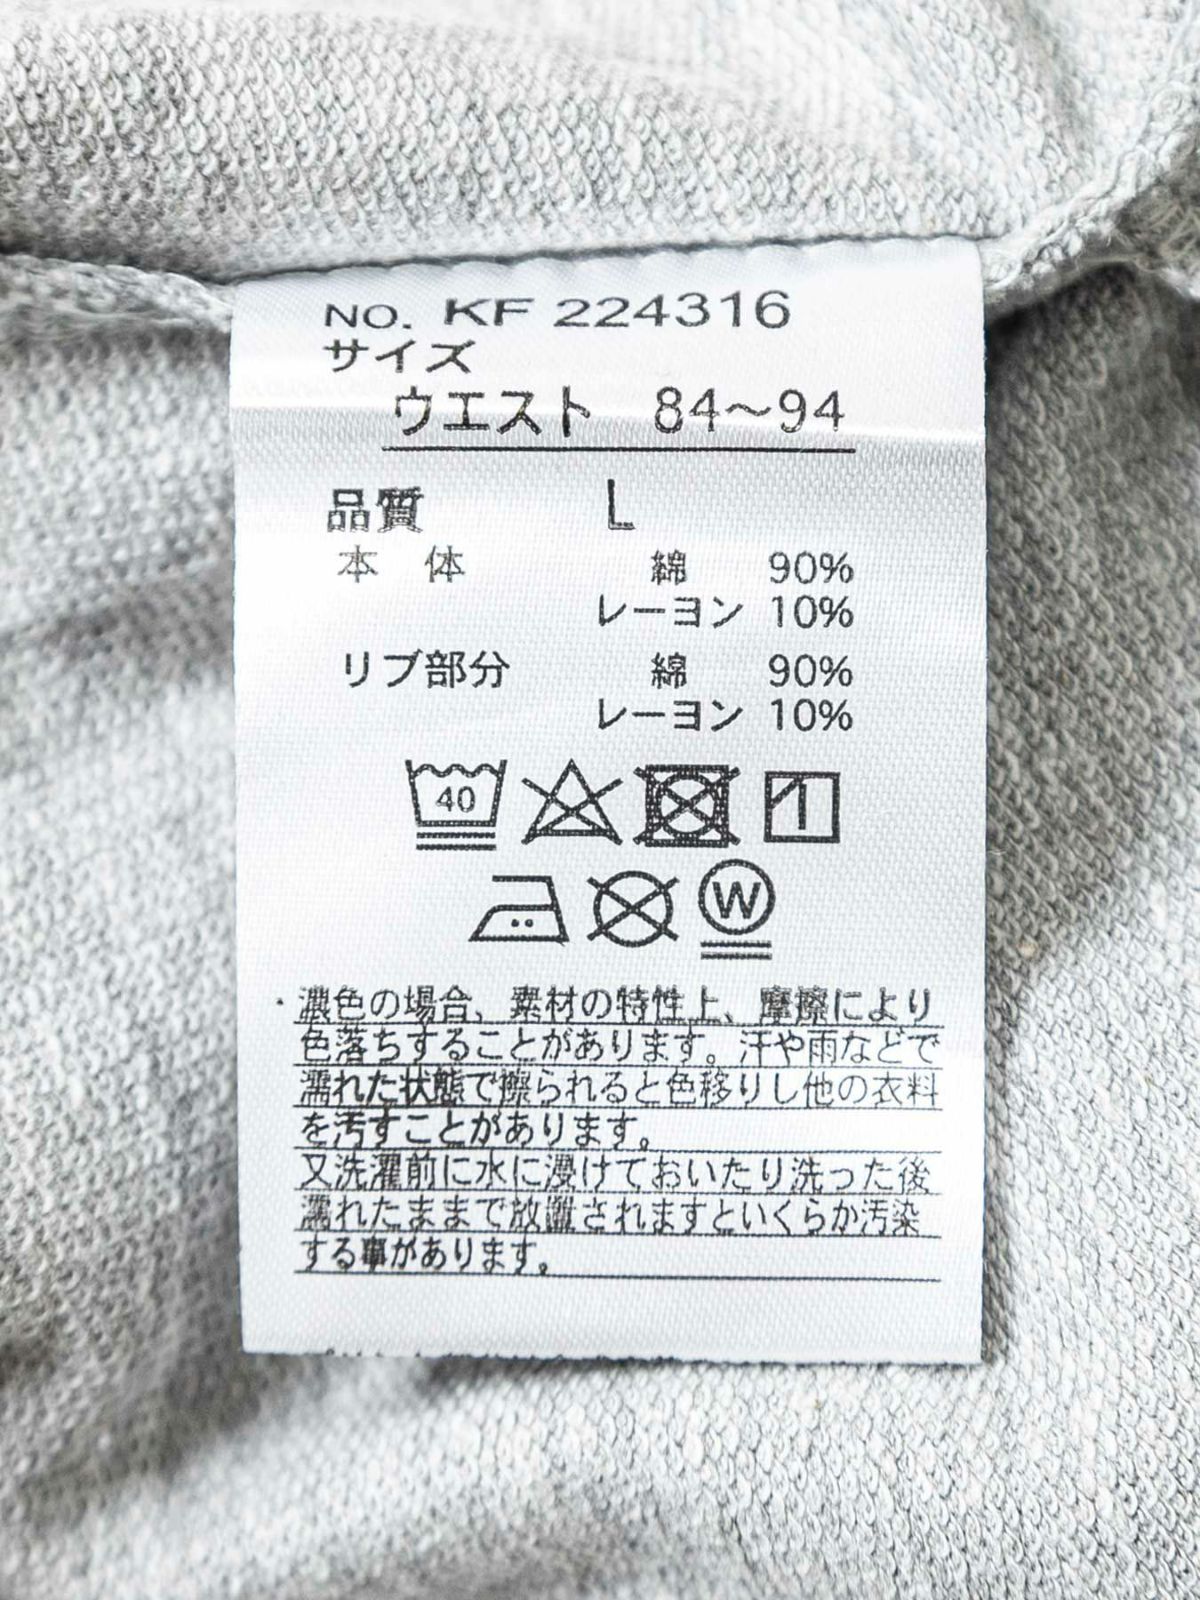 NO. KF 224316
サイズ
ウエスト 84～94
品質 L
本 体 綿 90%
レーヨン 10%
リブ部分 綿 90%
レーヨン 10%
40
W
・濃色の場合、素材の特性上、摩擦により
色落ちすることがあります。汗や雨などで
濡れた状態で擦られると色移りし他の衣料
を汚すことがあります。
又洗濯前に水に浸けておいたり洗った後
濡れたままで放置されますといくらか汚染
する事があります。